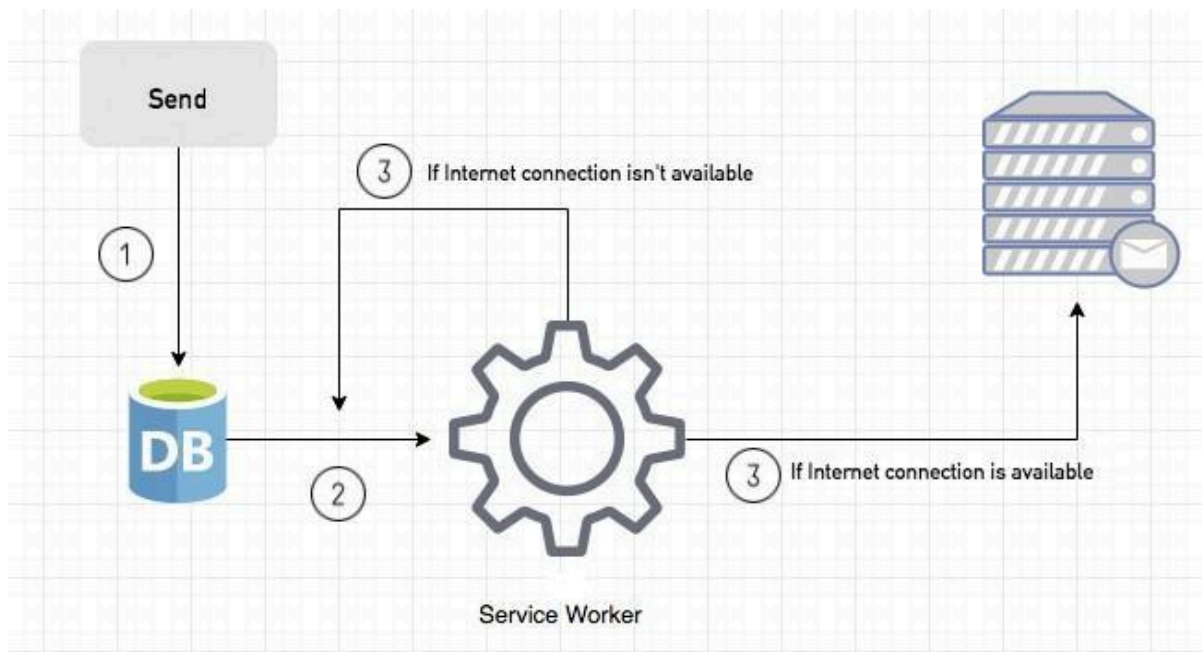 Send
3
If Internet connection isn't available
1
DB
2
3
If Internet connection is available
Service Worker